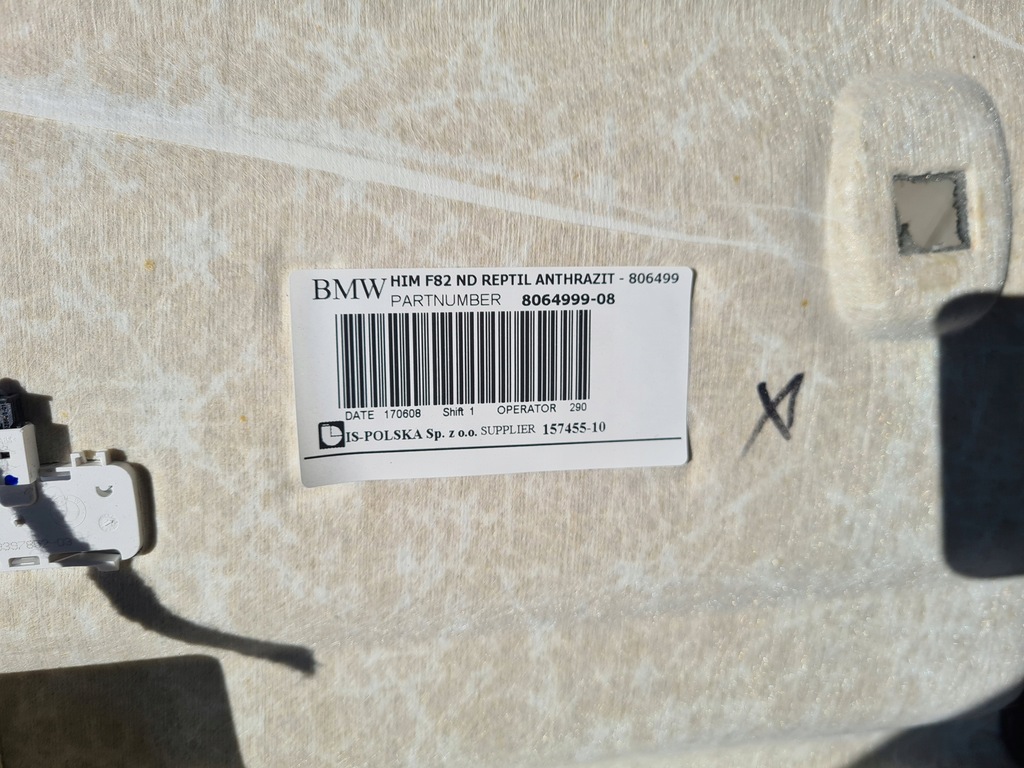 BMW HIM F82 ND REPTIL ANTHRAZIT - 806499
PARTNUMBER 8064999-08
DATE 170608 Shift 1 OPERATOR 290
IS-POLSKA Sp. z o.o. SUPPLIER 157455-10